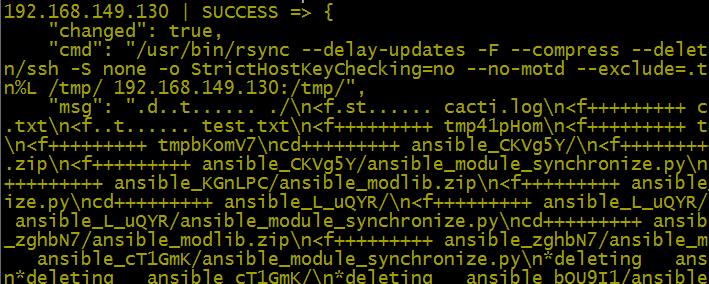 192.168.149.130 | SUCCESS => {
"changed": true,
"cmd": "/usr/bin/rsync --delay-updates -F --compress --delet
n/ssh -S none -o StrictHostKeyChecking=no --no-motd --exclude=.t
n%L /tmp/ 192.168.149.130:/tmp/",
"msg": ".d..t...... ./\n<f.st...... cacti.log\n<f+++++++++ c
.txt\n<f..t...... test.txt\n<f+++++++++ tmp41pHom\n<f+++++++++ t
\n<f+++++++++ tmpbKomV7\ncd+++++++++ ansible_CKVg5Y/\n<f++++++++
.zip\n<f+++++++++ ansible_CKVg5Y/ansible_module_synchronize.py\n
+++++++++ ansible_KGnLPC/ansible_modlib.zip\n<f+++++++++ ansible
ize.py\ncd+++++++++ ansible_L_uQYR/\n<f+++++++++ ansible_L_uQYR/
ansible_L_uQYR/ansible_module_synchronize.py\ncd+++++++++ ansib
_zghbN7/ansible_modlib.zip\n<f+++++++++ ansible_zghbN7/ansible_m
ansible_cT1GmK/ansible_module_synchronize.py\n*deleting
n*deleting ansible_cT1GmK/\n*deleting ansible_bOU9I1/ansible